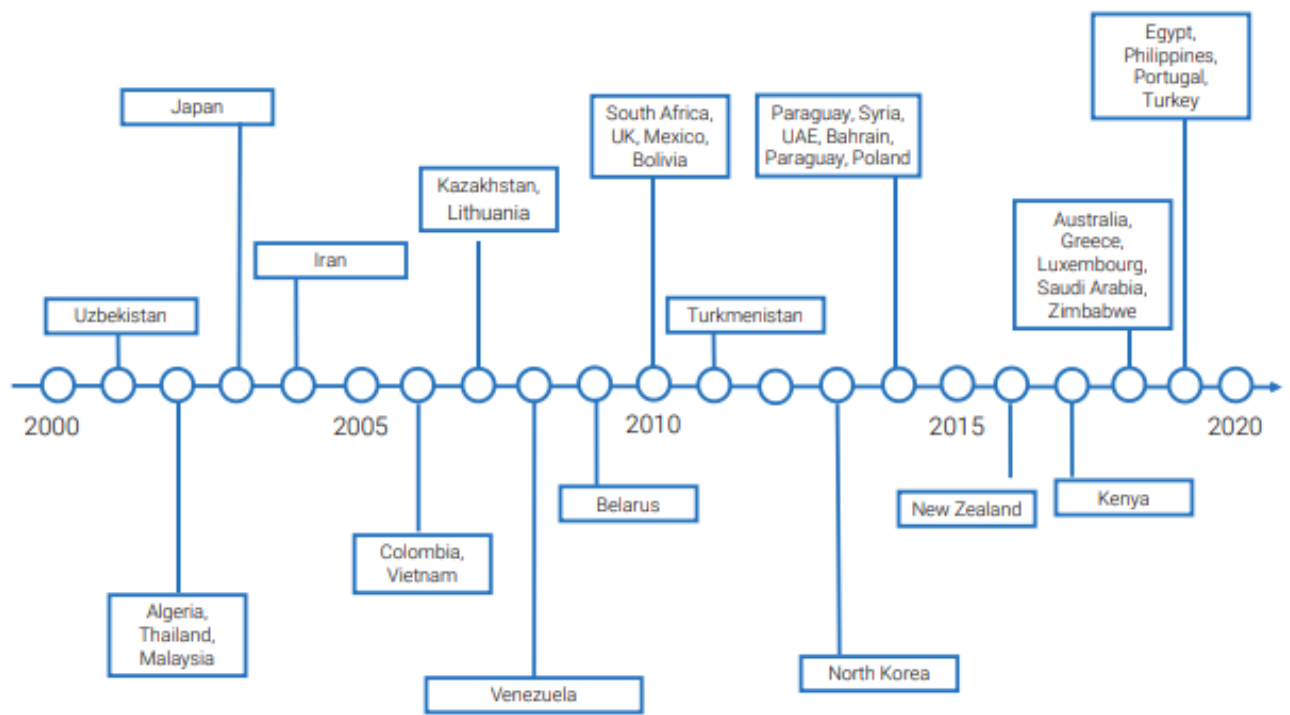 Egypt,
Philippines,
Portugal,
Turkey
Japan
South Africa,
UK, Mexico,
Bolivia
Paraguay, Syria,
UAE, Bahrain,
Paraguay, Poland
Kazakhstan,
Lithuania
Australia,
Greece,
Luxembourg,
Saudi Arabia,
Zimbabwe
Iran
Uzbekistan
Turkmenistan
2000
2005
2010
2015
2020
Belarus
New Zealand
Kenya
Colombia,
Vietnam
Algeria,
Thailand,
Malaysia
North Korea
Venezuela